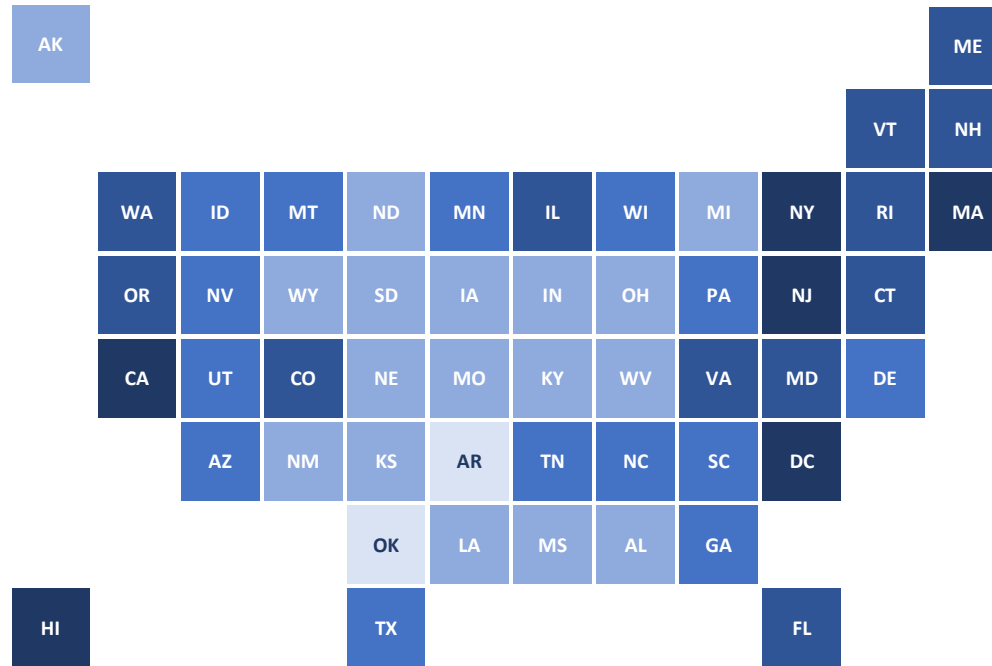 AK ME
VT NH
WA ID MT ND MN IL WI MI NY RI MA
OR NV WY SD IA IN OH PA NJ CT
CA UT CO NE MO KY WV VA MD DE
AZ NM KS AR TN NC SC DC
OK LA MS AL GA
HI TX FL